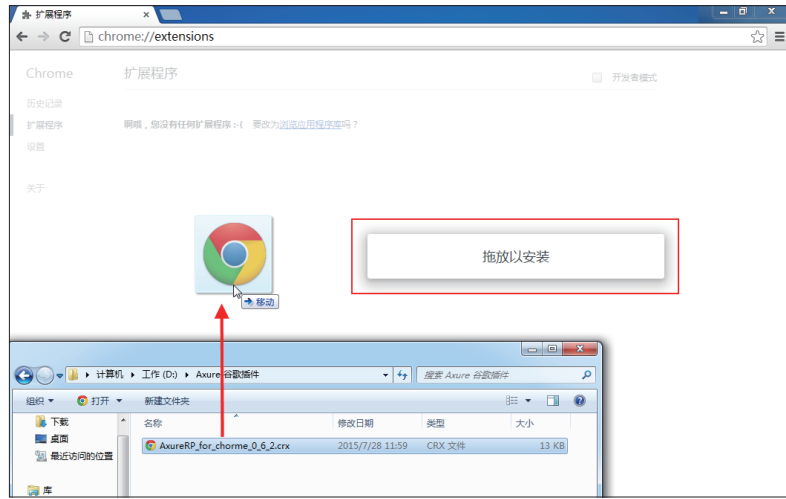 扩展程序
chrome://extensions
Chrome
扩展程序
开发者模式
历史记录
扩展程序
啊哦，您没有任何扩展程序 :-( 要改为浏览应用程序库吗？
设置
关于
拖放以安装
移动
计算机 工作 (D:) Axure 谷歌插件
搜索 Axure 谷歌插件
组织 打开 新建文件夹
下载
名称 修改日期 类型 大小
桌面
AxureRP_for_chorme_0_6_2.crx 2015/7/28 11:59 CRX 文件 13 KB
最近访问的位置
库